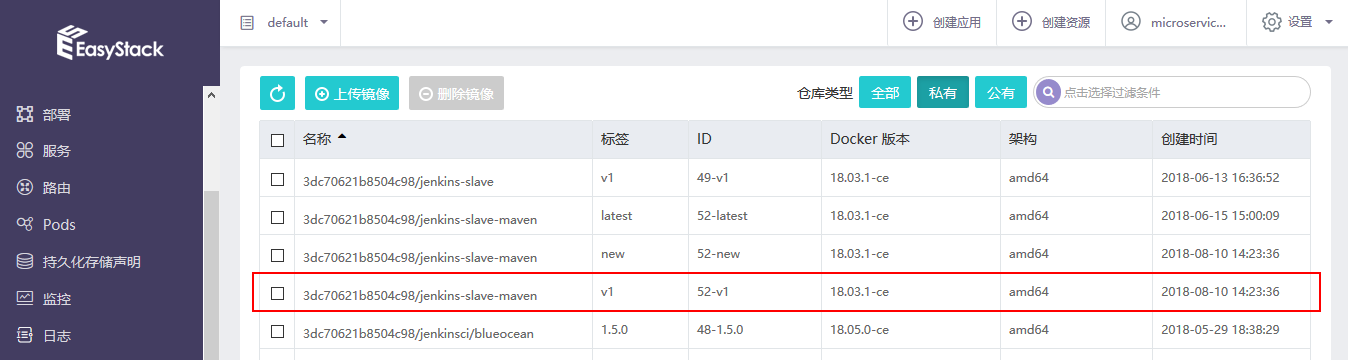 EasyStack
default
创建应用
创建资源
microservic...
设置
部署
服务
路由
Pods
持久化存储声明
监控
日志
上传镜像
删除镜像
仓库类型 全部 私有 公有 点击选择过滤条件
名称 标签 ID Docker 版本 架构 创建时间
3dc70621b8504c98/jenkins-slave v1 49-v1 18.03.1-ce amd64 2018-06-13 16:36:52
3dc70621b8504c98/jenkins-slave-maven latest 52-latest 18.03.1-ce amd64 2018-06-15 15:00:09
3dc70621b8504c98/jenkins-slave-maven new 52-new 18.03.1-ce amd64 2018-08-10 14:23:36
3dc70621b8504c98/jenkins-slave-maven v1 52-v1 18.03.1-ce amd64 2018-08-10 14:23:36
3dc70621b8504c98/jenkinsci/blueocean 1.5.0 48-1.5.0 18.05.0-ce amd64 2018-05-29 18:38:29